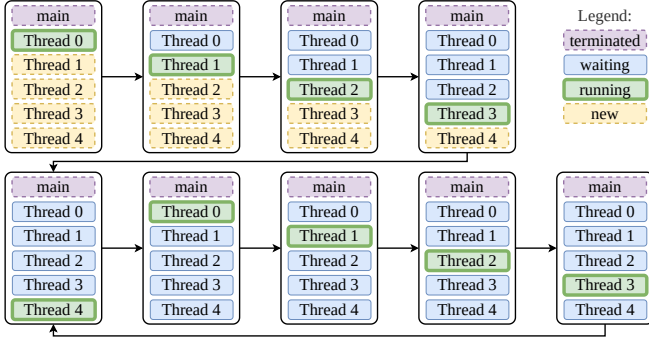 main
Thread 0
Thread 1
Thread 2
Thread 3
Thread 4
main
Thread 0
Thread 1
Thread 2
Thread 3
Thread 4
main
Thread 0
Thread 1
Thread 2
Thread 3
Thread 4
main
Thread 0
Thread 1
Thread 2
Thread 3
Thread 4
Legend:
terminated
waiting
running
new
main
Thread 0
Thread 1
Thread 2
Thread 3
Thread 4
main
Thread 0
Thread 1
Thread 2
Thread 3
Thread 4
main
Thread 0
Thread 1
Thread 2
Thread 3
Thread 4
main
Thread 0
Thread 1
Thread 2
Thread 3
Thread 4
main
Thread 0
Thread 1
Thread 2
Thread 3
Thread 4